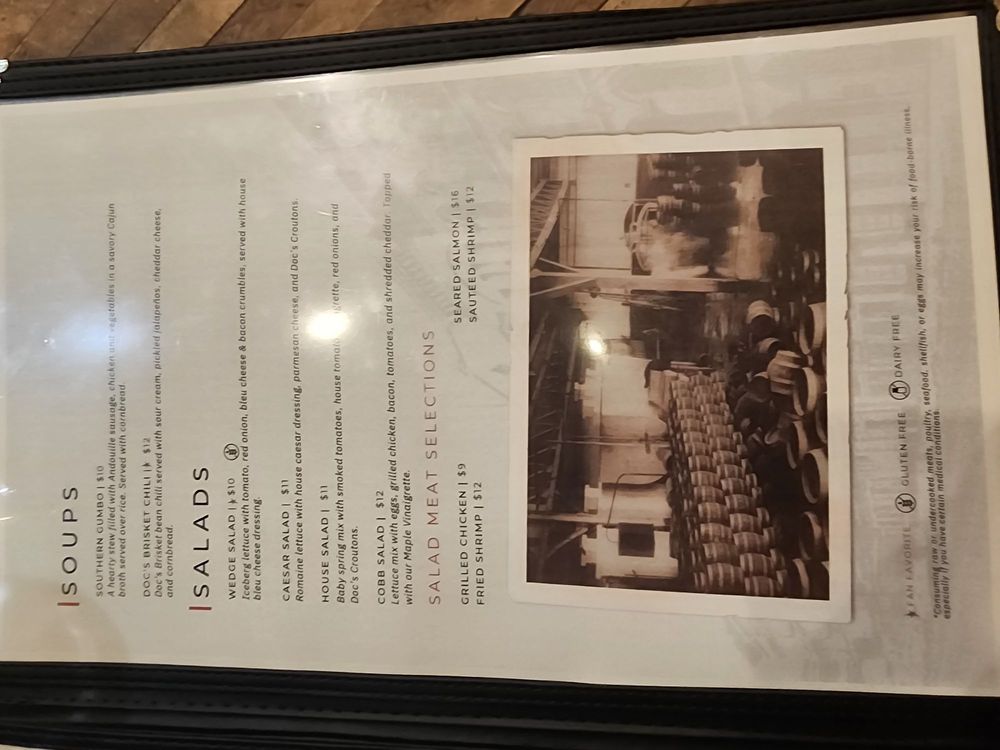 SOUPS
SOUTHERN GUMBO | $10
A hearty stew filled with Andouille sausage, chicken and vegetables in a savory Cajun
broth served over rice. Served with cornbread.
DOC'S BRISKET CHILI | $12
Doc's Brisket bean chili served with sour cream, pickled jalapeños, cheddar cheese,
and cornbread.
SALADS
WEDGE SALAD | $10
Iceberg lettuce with tomato, red onion, bleu cheese & bacon crumbles, served with house
bleu cheese dressing.
CAESAR SALAD | $11
Romaine lettuce with house caesar dressing, parmesan cheese, and Doc's Croutons.
HOUSE SALAD | $11
Baby spring mix with smoked tomatoes, house tomato red onions, and
Doc's Croutons.
COBB SALAD | $12
Lettuce mix with eggs, grilled chicken, bacon, tomatoes, and shredded cheddar. Topped
with our Maple Vinaigrette.
SALAD MEAT SELECTIONS
GRILLED CHICKEN | $9
FRIED SHRIMP | $12
SEARED SALMON | $16
SAUTEED SHRIMP | $12
FAN FAVORITE GLUTEN FREE DAIRY FREE
*Consuming raw or undercooked meats, poultry, seafood, shellfish, or eggs may increase your risk of food-borne illness,
especially if you have certain medical conditions.